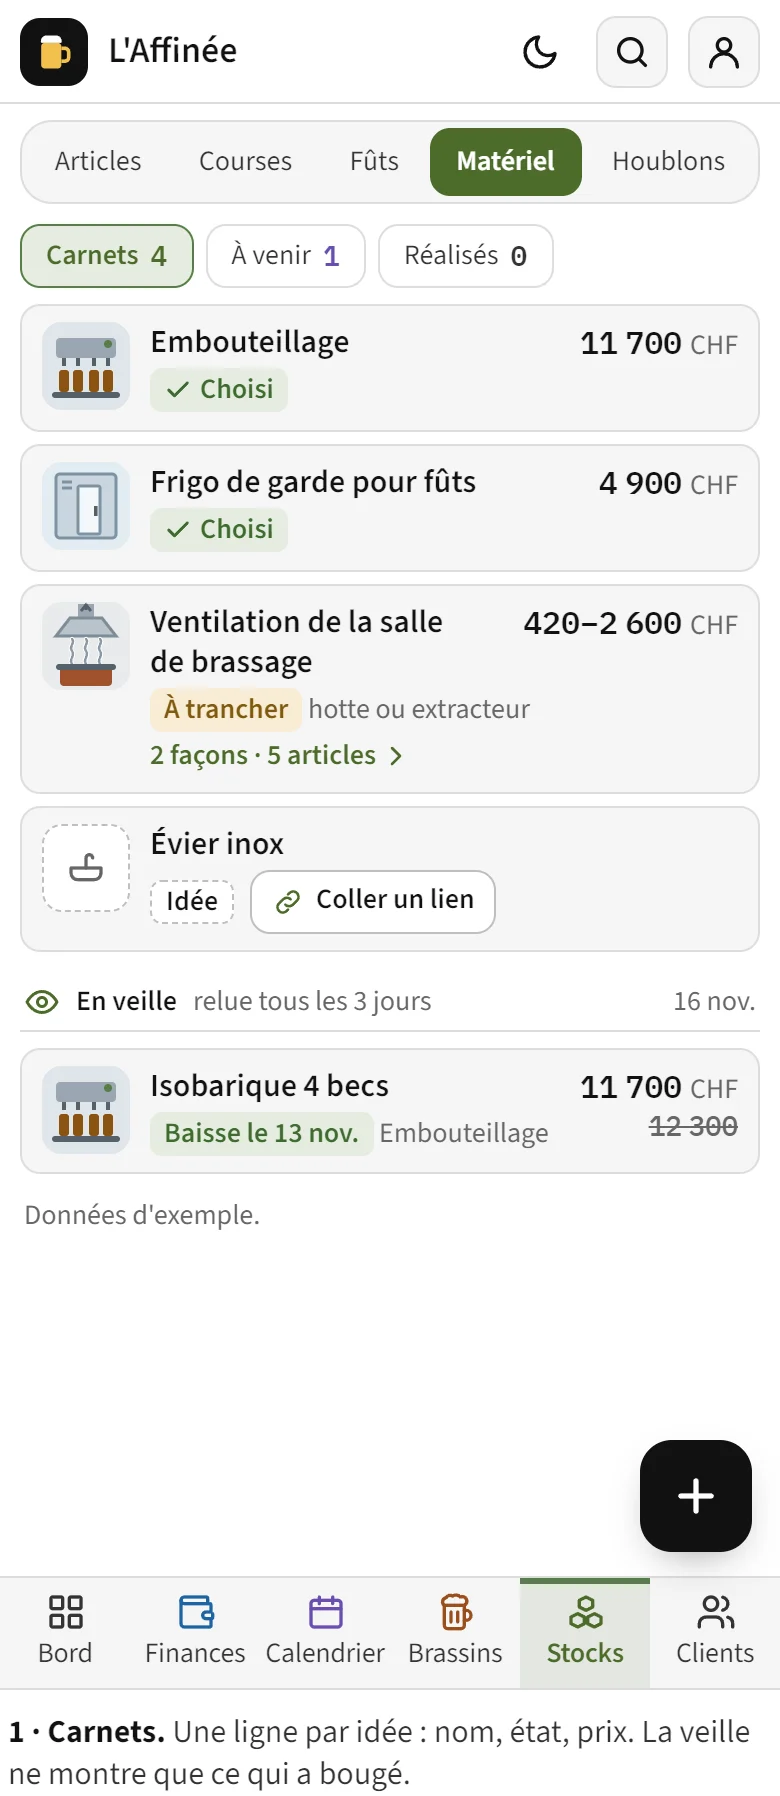 L'Affinée
Articles Courses Fûts Matériel Houblons
Carnets 4 À venir 1 Réalisés 0
Embouteillage 11 700 CHF
Choisi
Frigo de garde pour fûts 4 900 CHF
Choisi
Ventilation de la salle 420–2 600 CHF
de brassage
À trancher hotte ou extracteur
2 façons · 5 articles
Évier inox
Idée Coller un lien
En veille relue tous les 3 jours 16 nov.
Isobarique 4 becs 11 700 CHF
Baisse le 13 nov. Embouteillage 12 300
Données d'exemple.
Bord Finances Calendrier Brassins Stocks Clients
1 · Carnets. Une ligne par idée : nom, état, prix. La veille
ne montre que ce qui a bougé.